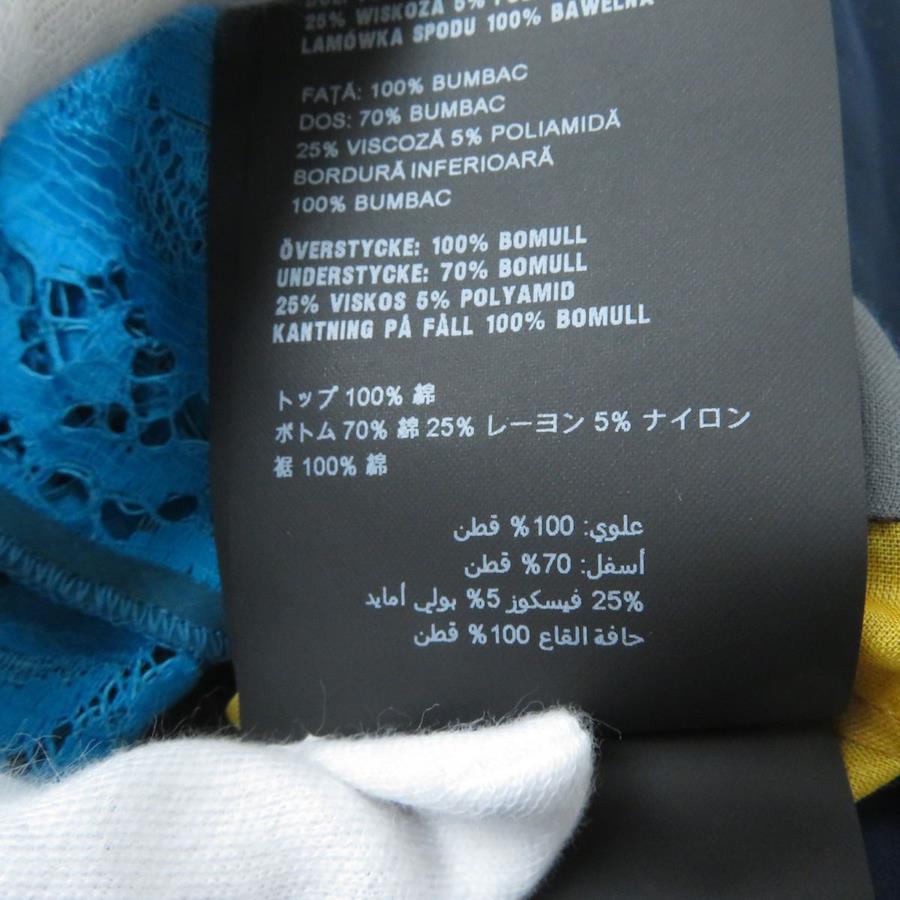 25% WISKOZA 5%
LAMÓWKA SPODU 100% BAWEŁNA
FAȚĂ: 100% BUMBAC
DOS: 70% BUMBAC
25% VISCOZĂ 5% POLIAMIDĂ
BORDURĂ INFERIOARĂ
100% BUMBAC
ÖVERSTYCKE: 100% BOMULL
UNDERSTYCKE: 70% BOMULL
25% VISKOS 5% POLYAMID
KANTNING PÅ FÅLL 100% BOMULL
トップ 100% 綿
ボトム 70% 綿 25% レーヨン 5% ナイロン
裾 100% 綿
علوي: 100% قطن
أسفل: 70% قطن
25% فيسكوز 5% بولي أمايد
حافة القاع 100% قطن